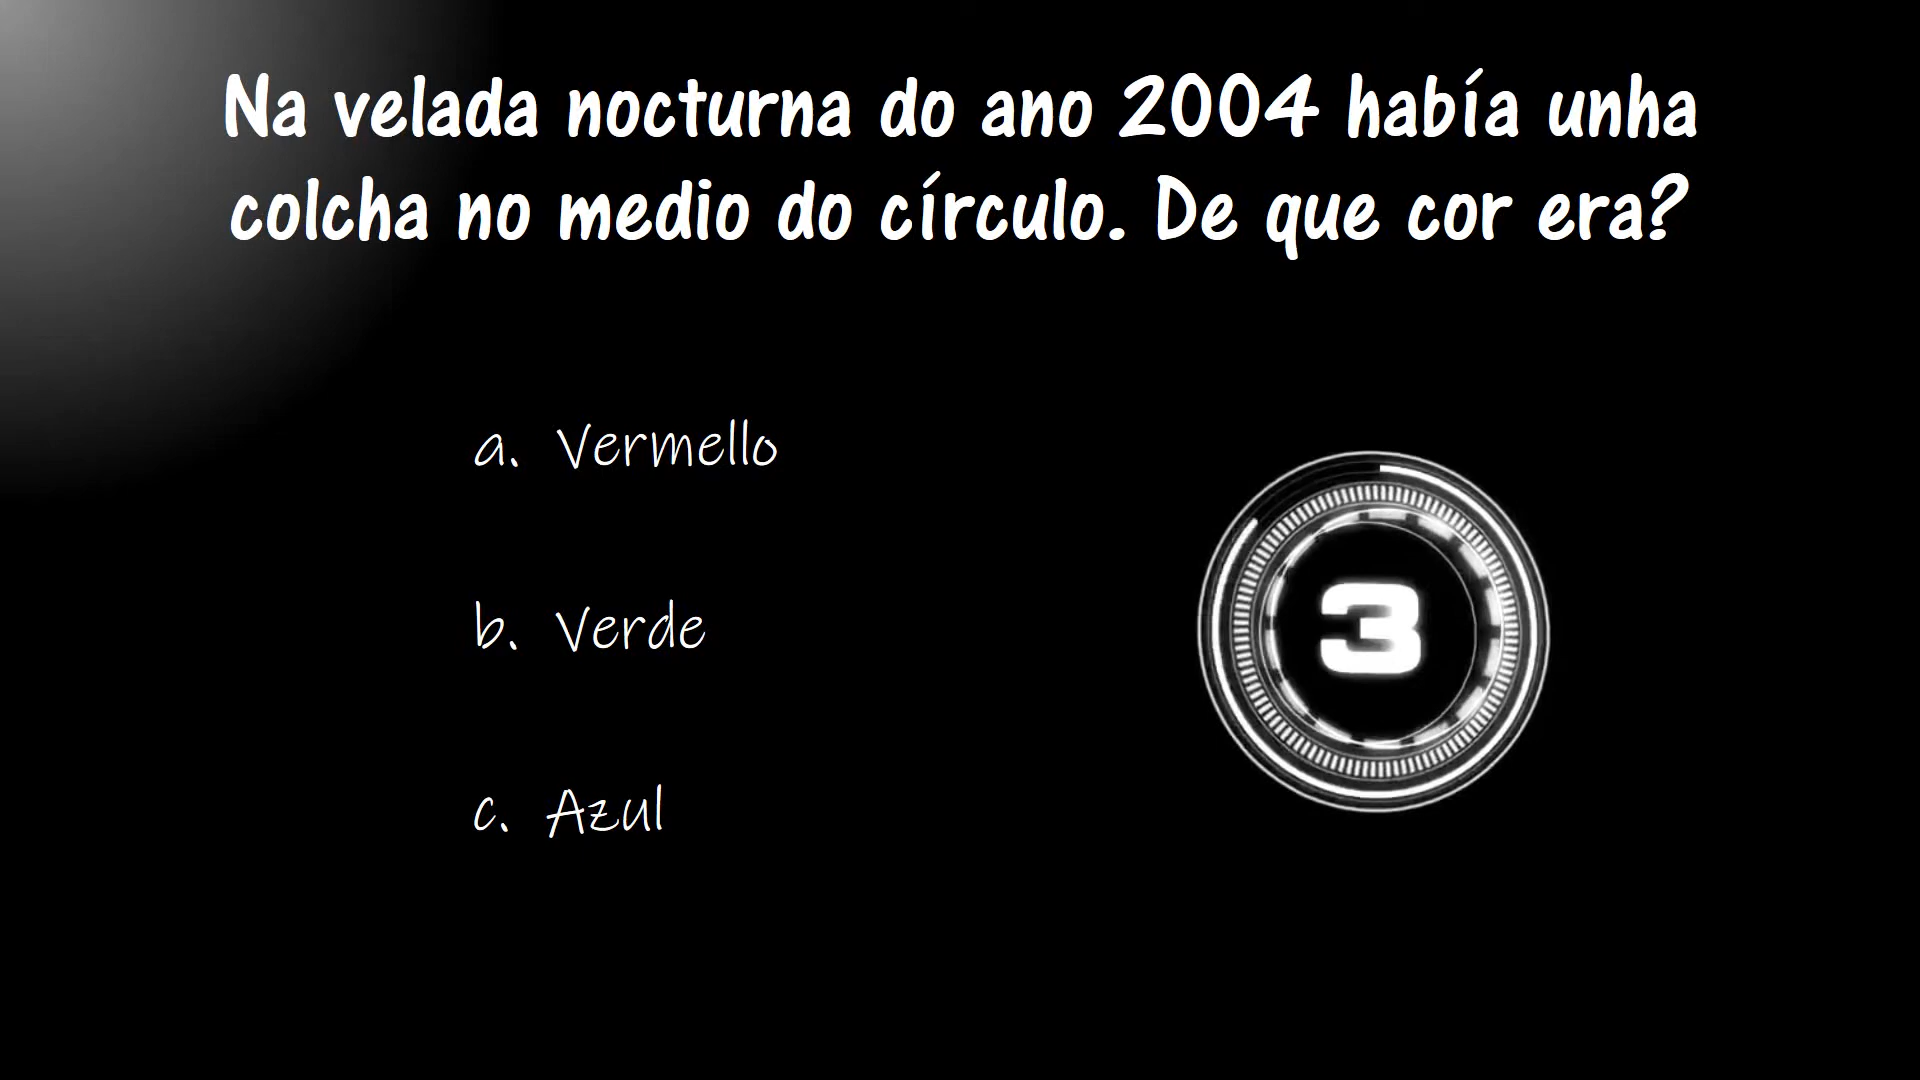 Na velada nocturna do ano 2004 había unha
colcha no medio do círculo. De que cor era?
a. Vermello
b. Verde
3
c. Azul